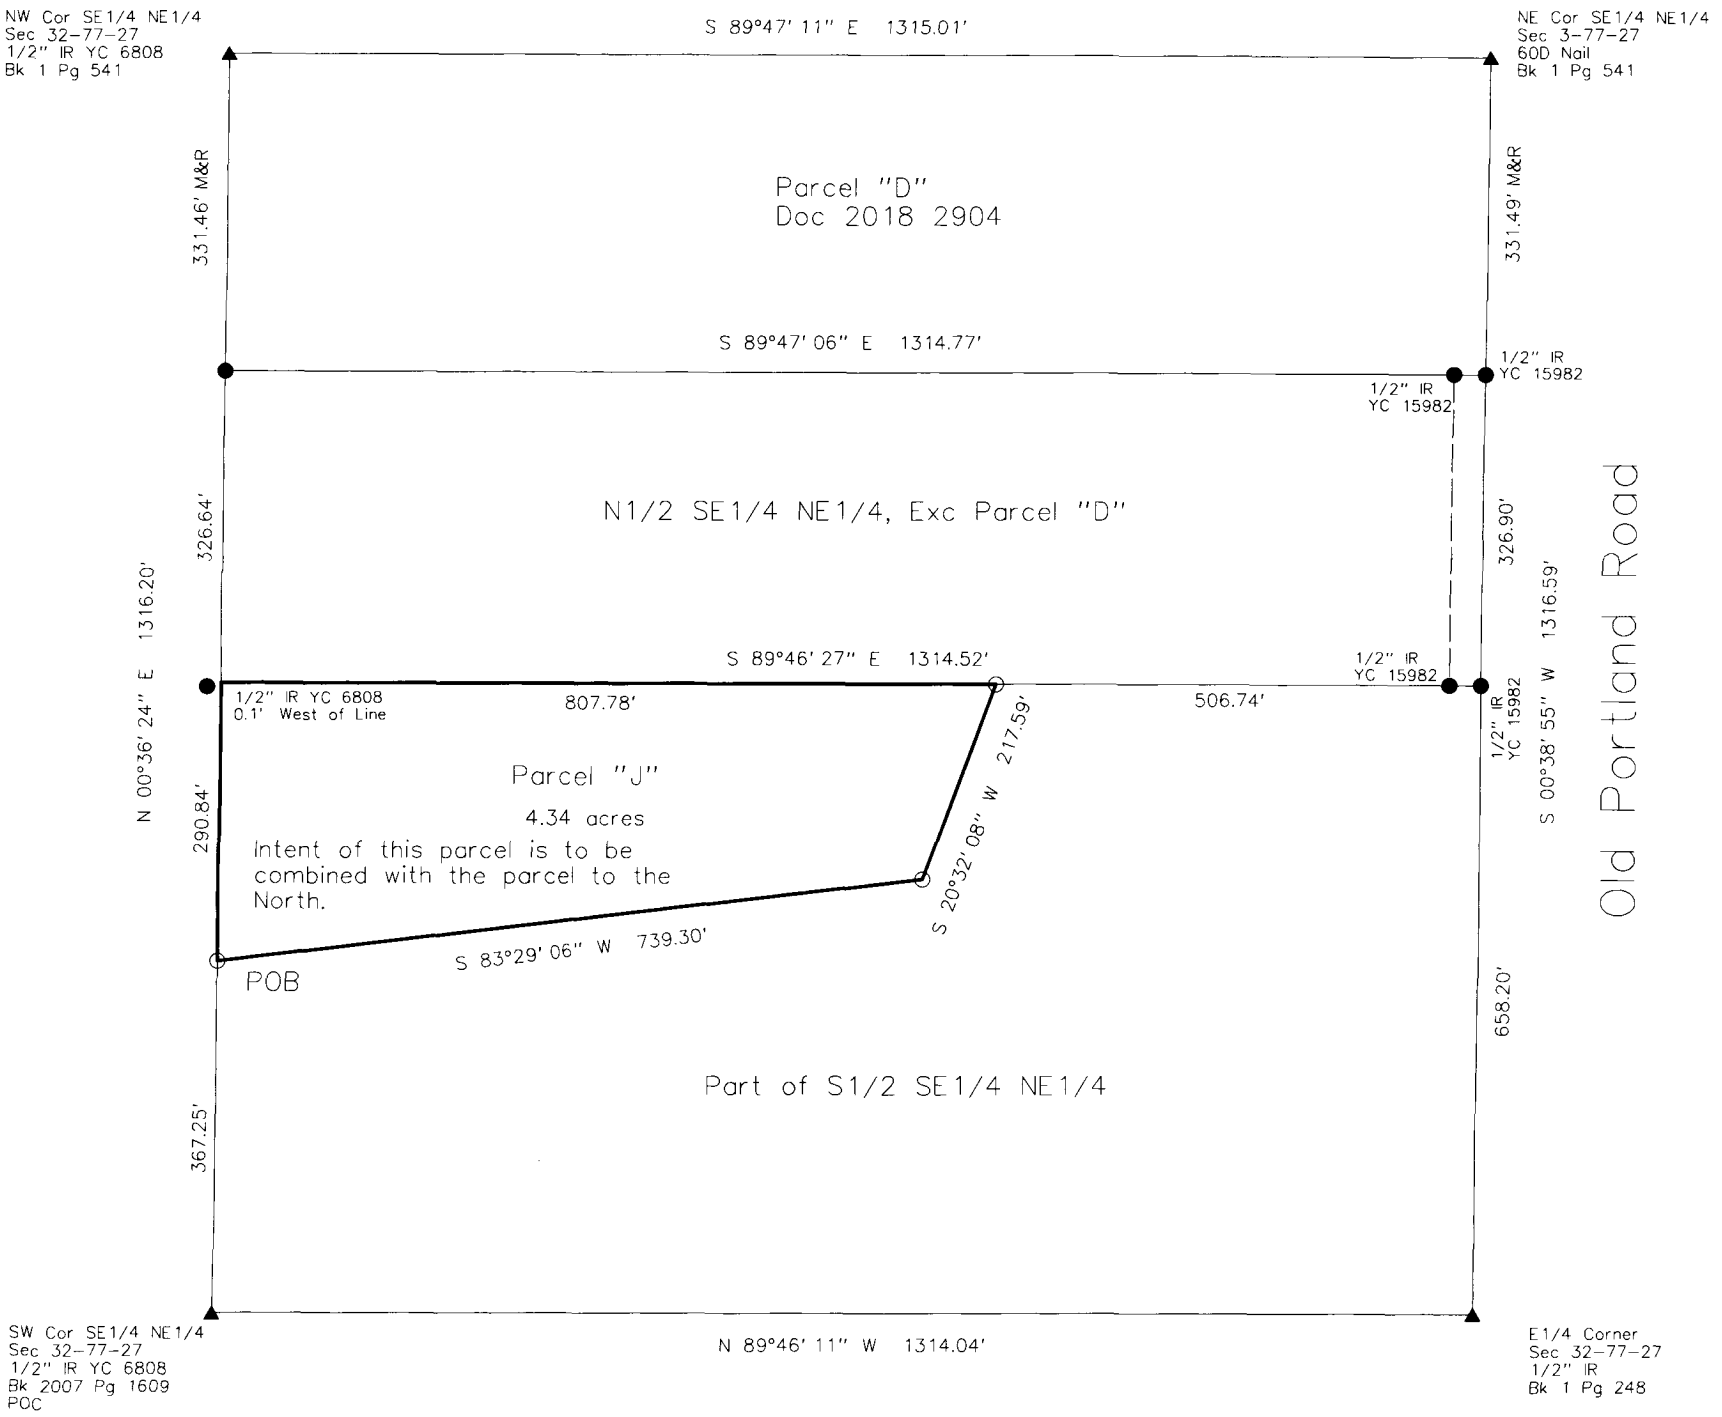 NW Cor SE1/4 NE1/4
Sec 32-77-27
1/2" IR YC 6808
Bk 1 Pg 541
S 89°47'11" E 1315.01'
NE Cor SE1/4 NE1/4
Sec 3-77-27
60D Nail
Bk 1 Pg 541
331.46' M&R
Parcel "D"
Doc 2018 2904
331.49' M&R
S 89°47'06" E 1314.77'
1/2" IR
YC 15982
1/2" IR
YC 15982
326.64'
N1/2 SE1/4 NE1/4, Exc Parcel "D"
326.90'
Old Portland Road
N 00°36'24" E 1316.20'
S 00°38'55" W 1316.59'
S 89°46'27" E 1314.52'
1/2" IR
YC 15982
1/2" IR YC 6808
0.1' West of Line
807.78'
506.74'
1/2" IR
YC 15982
217.59'
S 20°32'08" W
Parcel "J"
4.34 acres
290.84'
Intent of this parcel is to be
combined with the parcel to the
North.
S 83°29'06" W 739.30'
POB
658.20'
Part of S1/2 SE1/4 NE1/4
367.25'
SW Cor SE1/4 NE1/4
Sec 32-77-27
1/2" IR YC 6808
Bk 2007 Pg 1609
POC
N 89°46'11" W 1314.04'
E1/4 Corner
Sec 32-77-27
1/2" IR
Bk 1 Pg 248